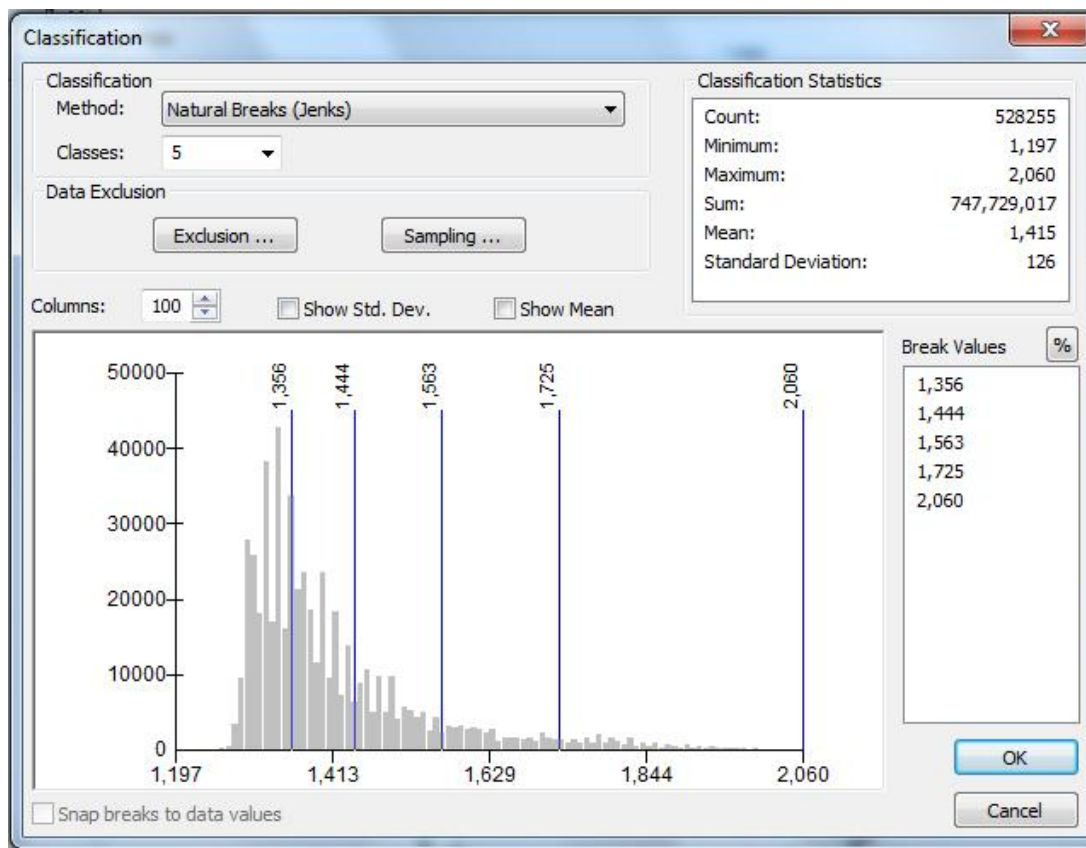 Classification
Classification
Method: Natural Breaks (Jenks)
Classes: 5
Data Exclusion
Exclusion ...
Sampling ...
Classification Statistics
Count: 528255
Minimum: 1,197
Maximum: 2,060
Sum: 747,729,017
Mean: 1,415
Standard Deviation: 126
Columns: 100
Show Std. Dev.
Show Mean
Break Values
%
1,356
1,444
1,563
1,725
2,060
50000
40000
30000
20000
10000
0
1,356
1,444
1,563
1,725
2,060
1,197
1,413
1,629
1,844
2,060
OK
Cancel
Snap breaks to data values